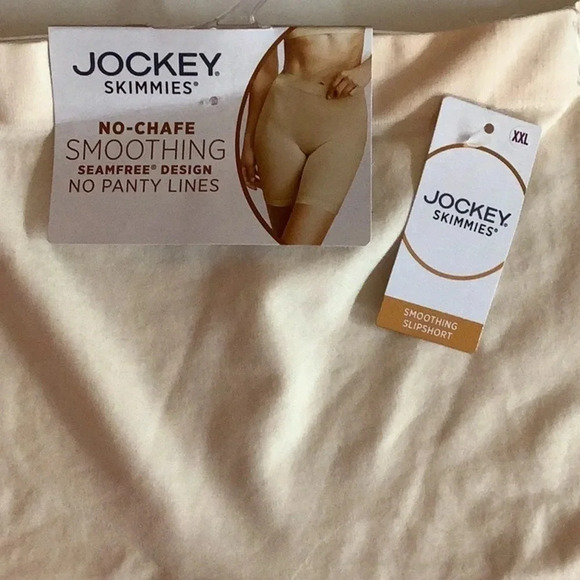 JOCKEY®
SKIMMIES®
NO-CHAFE
SMOOTHING
SEAMFREE® DESIGN
NO PANTY LINES
XXL
JOCKEY®
SKIMMIES®
SMOOTHING
SLIPSHORT